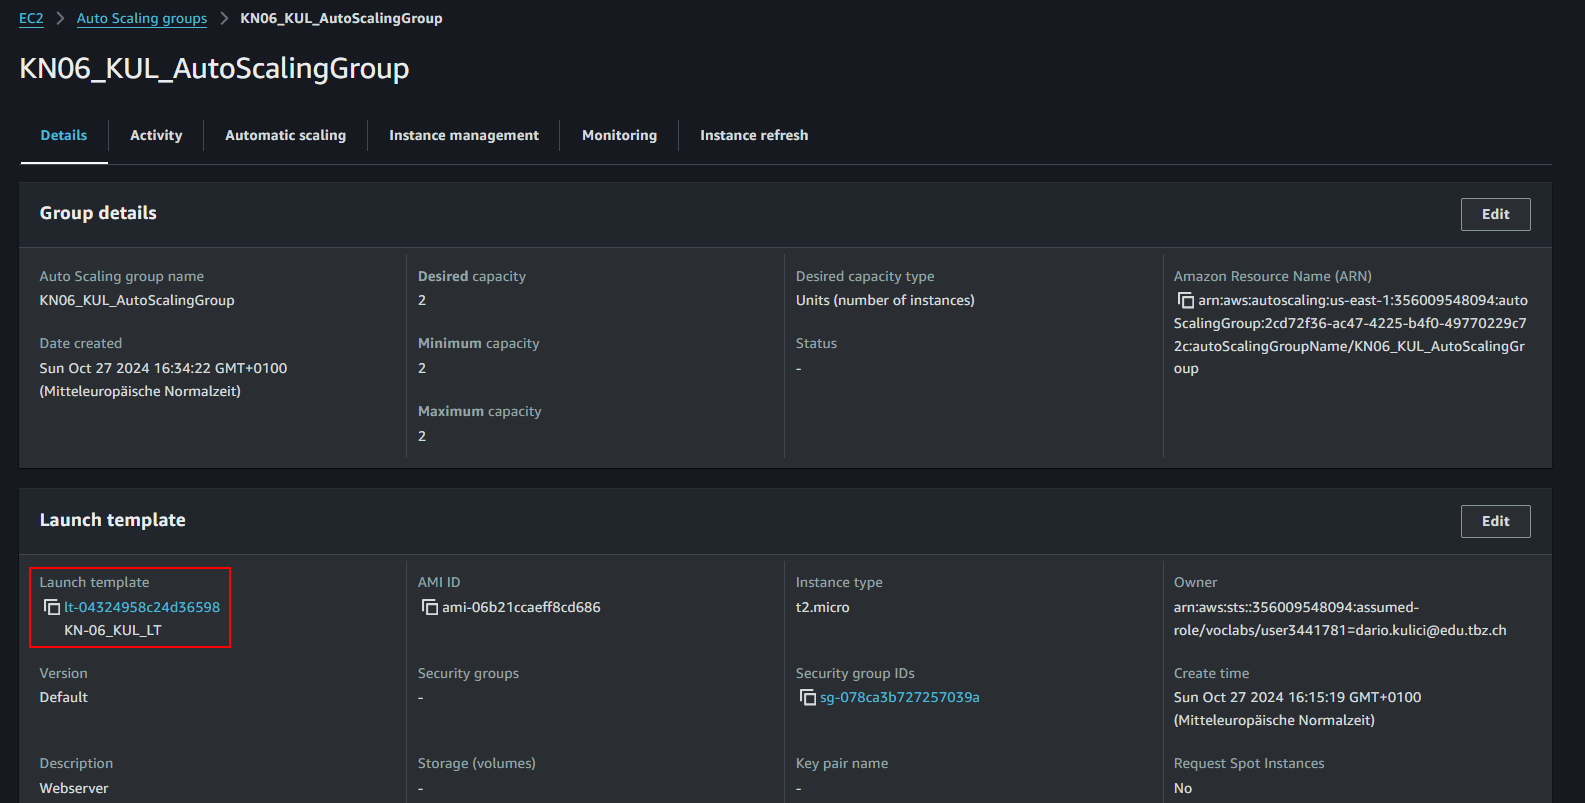 EC2 > Auto Scaling groups > KN06_KUL_AutoScalingGroup
KN06_KUL_AutoScalingGroup
Details
Activity
Automatic scaling
Instance management
Monitoring
Instance refresh
Group details
Edit
Auto Scaling group name
KN06_KUL_AutoScalingGroup
Date created
Sun Oct 27 2024 16:34:22 GMT+0100
(Mitteleuropäische Normalzeit)
Desired capacity
2
Minimum capacity
2
Maximum capacity
2
Desired capacity type
Units (number of instances)
Status
-
Amazon Resource Name (ARN)
arn:aws:autoscaling:us-east-1:356009548094:auto
ScalingGroup:2cd72f36-ac47-4225-b4f0-49770229c7
2c:autoScalingGroupName/KN06_KUL_AutoScalingGr
oup
Launch template
Edit
Launch template
lt-04324958c24d36598
KN-06_KUL_LT
AMI ID
ami-06b21ccaeff8cd686
Instance type
t2.micro
Owner
arn:aws:sts::356009548094:assumed-
role/voclabs/user3441781=dario.kulici@edu.tbz.ch
Version
Default
Security groups
-
Security group IDs
sg-078ca3b727257039a
Create time
Sun Oct 27 2024 16:15:19 GMT+0100
(Mitteleuropäische Normalzeit)
Description
Webserver
Storage (volumes)
-
Key pair name
-
Request Spot Instances
No